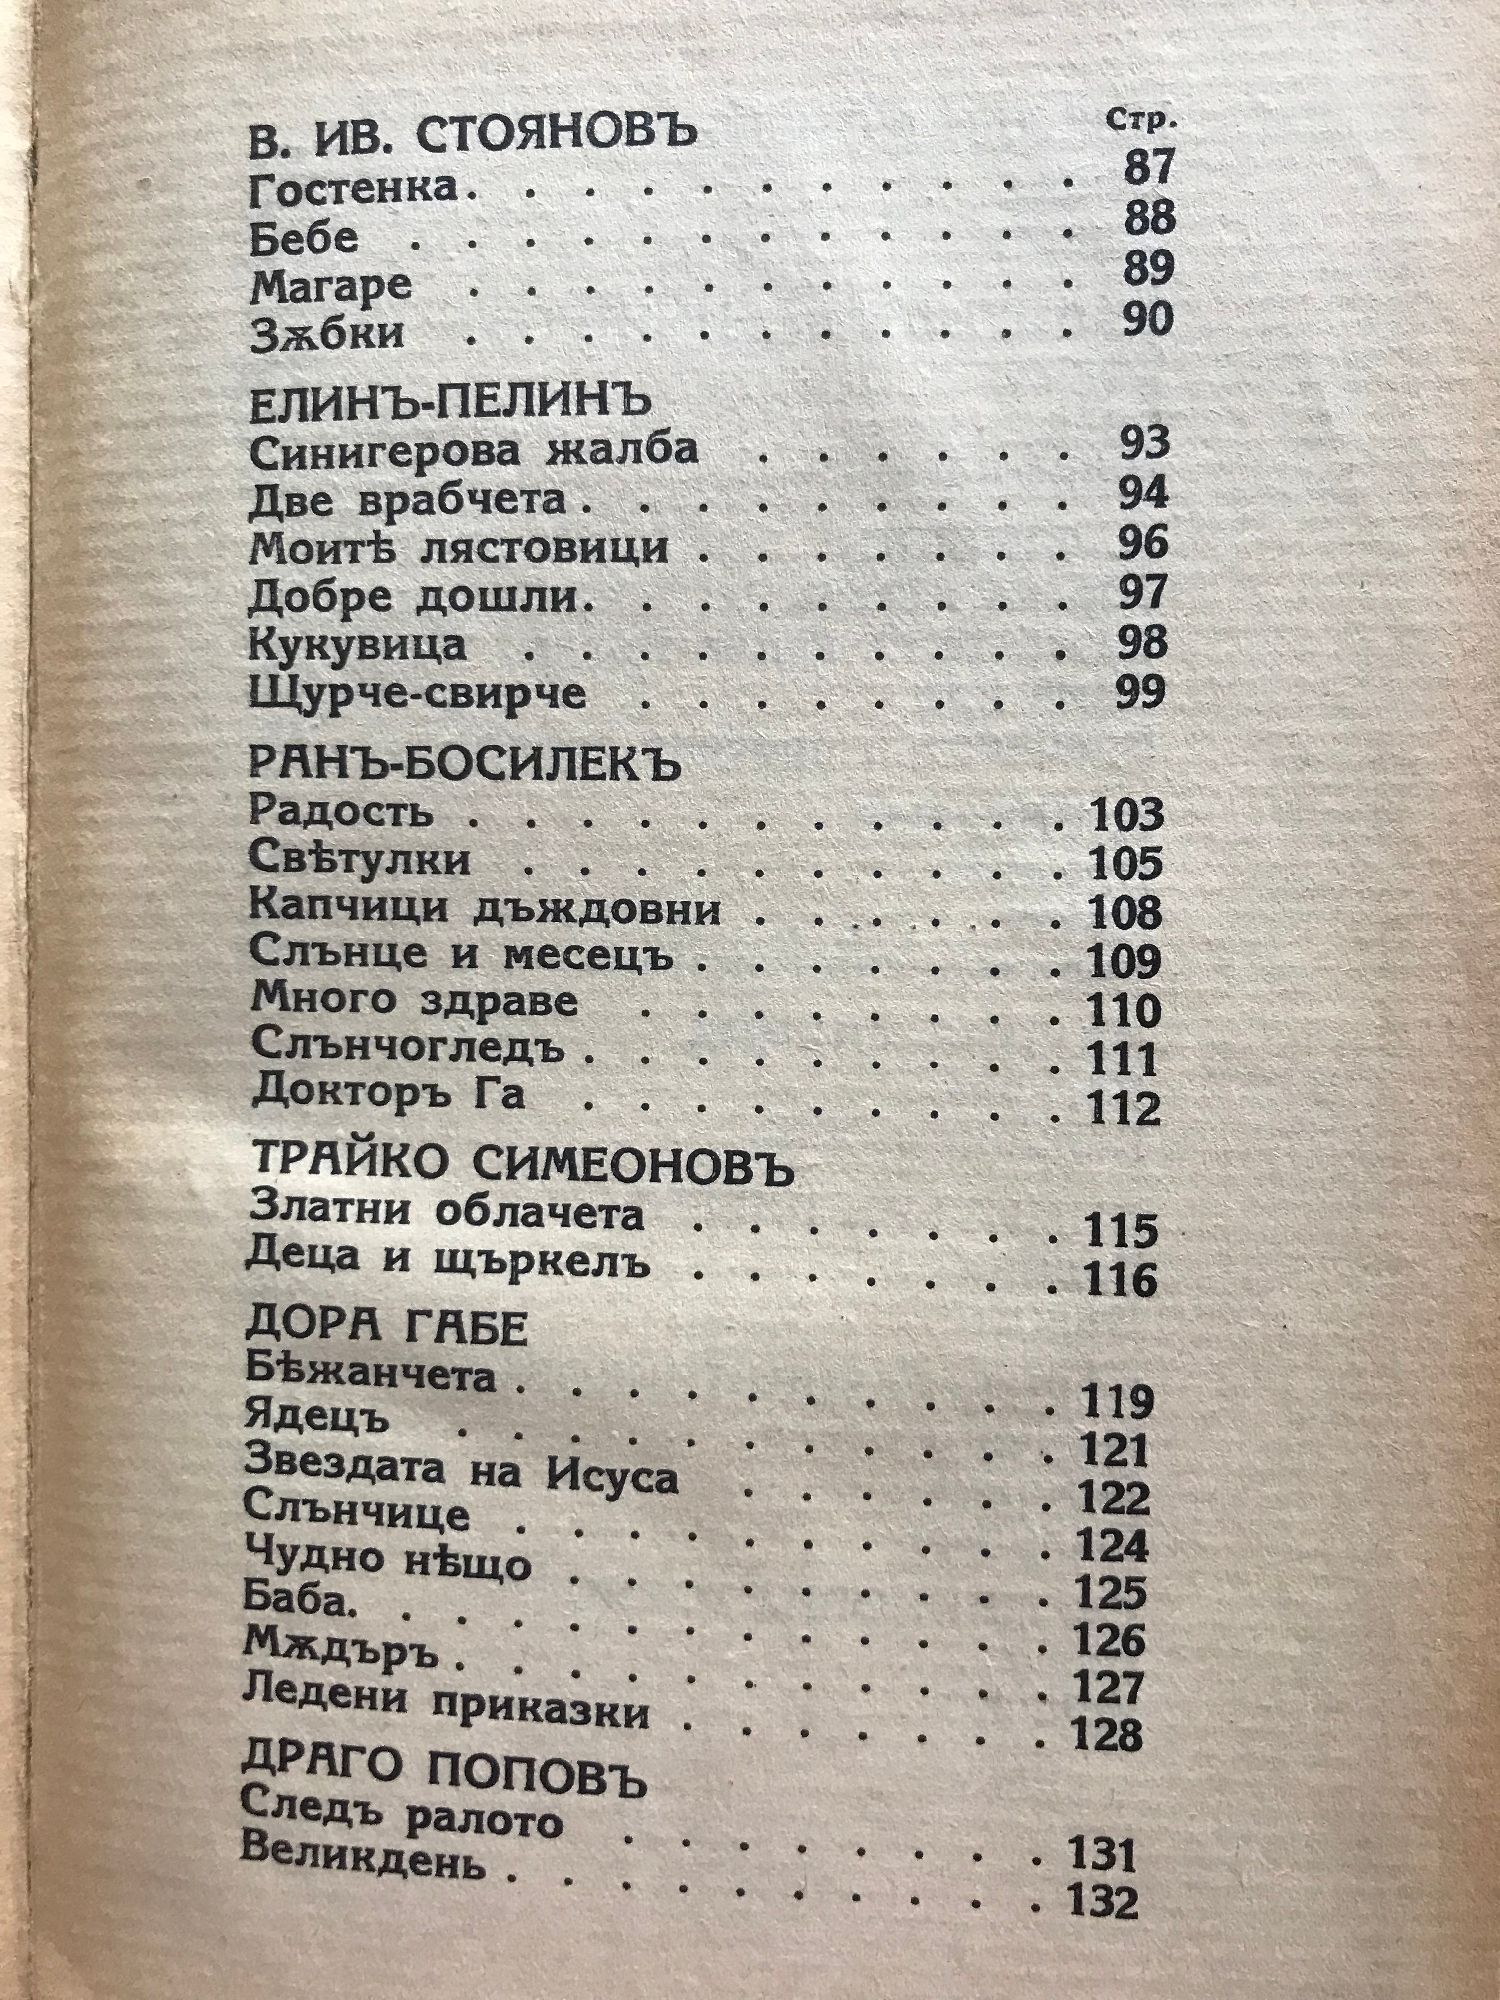 Стр.
В. ИВ. СТОЯНОВЪ
Гостенка. . . . . . . . . . . 87
Бебе . . . . . . . . . . . . 88
Магаре . . . . . . . . . . . 89
Зѫбки . . . . . . . . . . . 90
ЕЛИНЪ-ПЕЛИНЪ
Синигерова жалба . . . . . . 93
Две врабчета . . . . . . . . . 94
Моитѣ лястовици . . . . . . . 96
Добре дошли. . . . . . . . . 97
Кукувица . . . . . . . . . . 98
Щурче-свирче . . . . . . . . 99
РАНЪ-БОСИЛЕКЪ
Радость . . . . . . . . . . . 103
Свѣтулки . . . . . . . . . . 105
Капчици дъждовни . . . . . . 108
Слънце и месецъ . . . . . . . 109
Много здраве . . . . . . . . 110
Слънчогледъ . . . . . . . . . 111
Докторъ Га . . . . . . . . . 112
ТРАЙКО СИМЕОНОВЪ
Златни облачета . . . . . . . 115
Деца и щъркелъ . . . . . . . 116
ДОРА ГАБЕ
Бѣжанчета . . . . . . . . . . 119
Ядецъ . . . . . . . . . . . 121
Звездата на Исуса . . . . . . 122
Слънчице . . . . . . . . . . 124
Чудно нѣщо . . . . . . . . . 125
Баба. . . . . . . . . . . . . 126
Мѫдъръ . . . . . . . . . . . 127
Ледени приказки . . . . . . . 128
ДРАГО ПОПОВЪ
Следъ ралото . . . . . . . . 131
Великдень . . . . . . . . . . 132